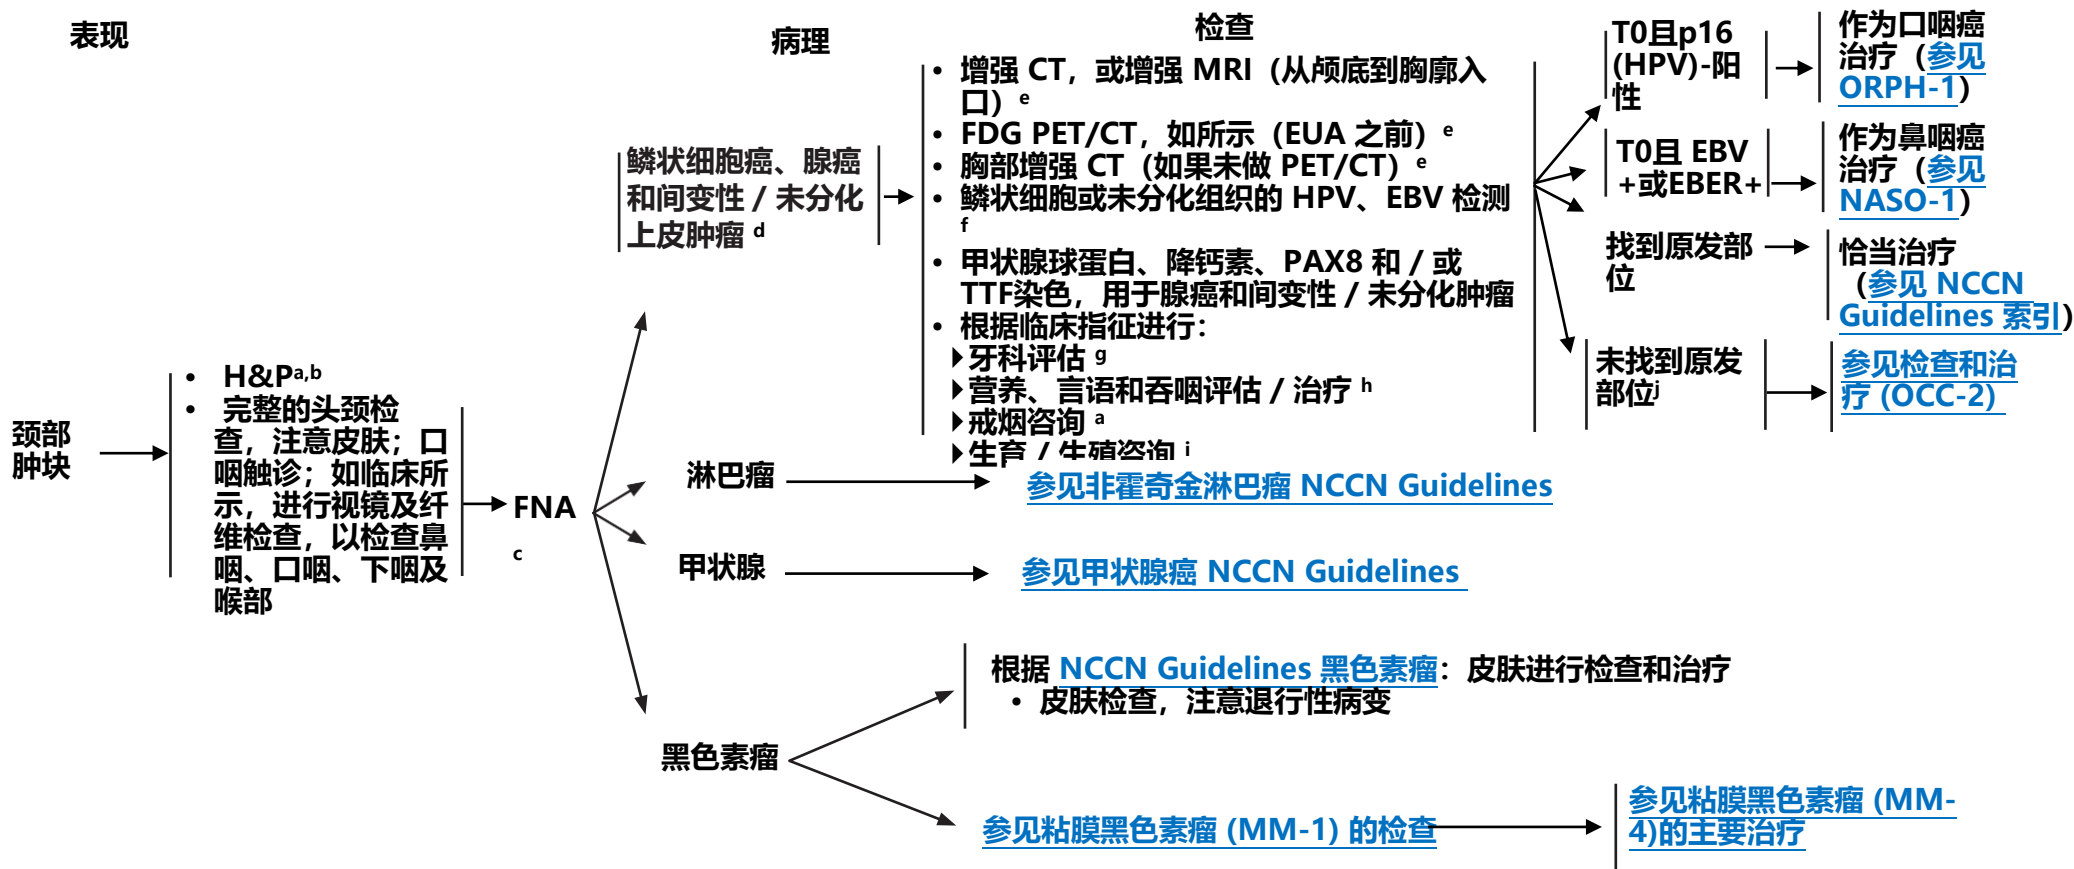 表现
病理
检查
颈部
肿块
• H&Pa,b
• 完整的头颈检
查，注意皮肤；口
咽触诊；如临床所
示，进行视镜及纤
维检查，以检查鼻
咽、口咽、下咽及
喉部
FNA
c
鳞状细胞癌、腺癌
和间变性 / 未分化
上皮肿瘤 d
• 增强 CT，或增强 MRI（从颅底到胸廓入
口）e
• FDG PET/CT，如所示（EUA 之前）e
• 胸部增强 CT（如果未做 PET/CT）e
• 鳞状细胞或未分化组织的 HPV、EBV 检测
f
• 甲状腺球蛋白、降钙素、PAX8 和 / 或
TTF染色，用于腺癌和间变性 / 未分化肿瘤
• 根据临床指征进行：
牙科评估 g
营养、言语和吞咽评估 / 治疗 h
戒烟咨询 a
生育 / 生殖咨询 i
T0且p16
(HPV)-阳
性
作为口咽癌
治疗（参见
ORPH-1）
T0且 EBV
+或EBER+
作为鼻咽癌
治疗（参见
NASO-1）
找到原发部
位
恰当治疗
（参见 NCCN
Guidelines 索引）
未找到原发
部位j
参见检查和治
疗 (OCC-2)
淋巴瘤
参见非霍奇金淋巴瘤 NCCN Guidelines
甲状腺
参见甲状腺癌 NCCN Guidelines
黑色素瘤
根据 NCCN Guidelines 黑色素瘤：皮肤进行检查和治疗
• 皮肤检查，注意退行性病变
参见粘膜黑色素瘤 (MM-1) 的检查
参见粘膜黑色素瘤 (MM-
4)的主要治疗